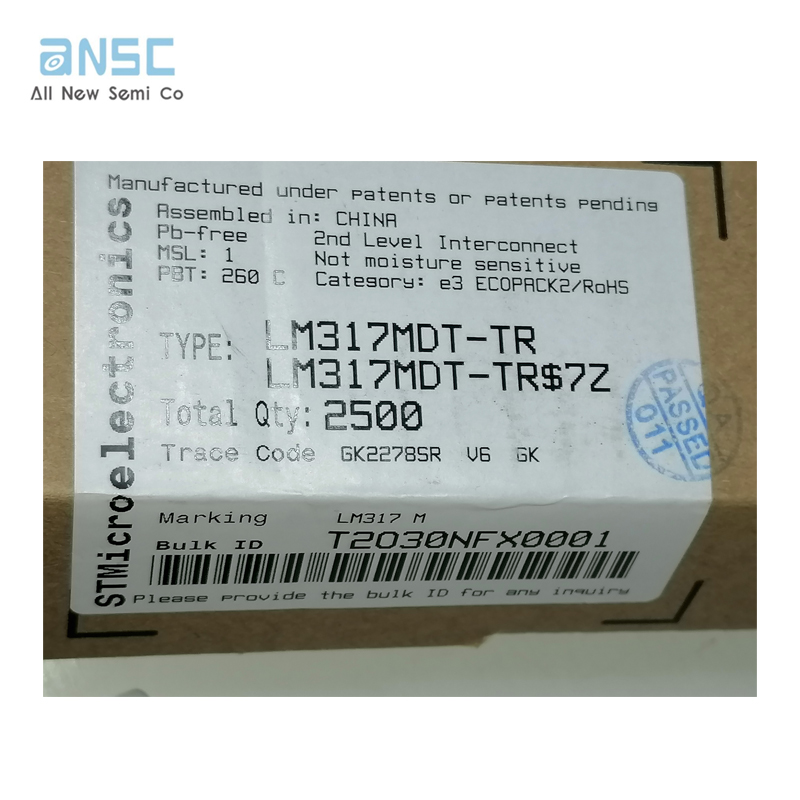 aNSC
All New Semi Co
Manufactured under patents or patents pending
Assembled in: CHINA
Pb-free 2nd Level Interconnect
MSL: 1 Not moisture sensitive
PBT: 260 C Category: e3 ECOPACK2/RoHS
TYPE: LM317MDT-TR
LM317MDT-TR$7Z
Total Qty: 2500
Trace Code GK2278SR V6 GK
Marking LM317 M
Bulk ID T2O30NFX0001
Please provide the bulk ID for any inquiry
STMicroelectronics
PASSED
011